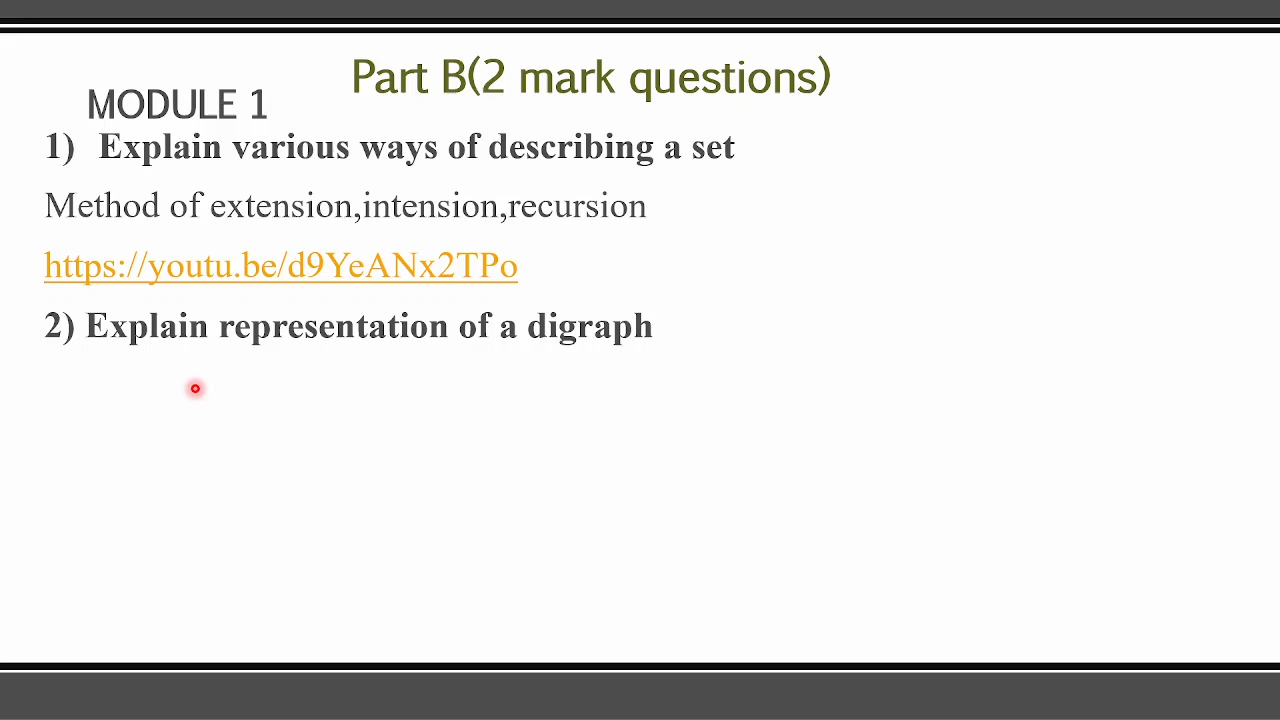 Part B(2 mark questions)
MODULE 1
1) Explain various ways of describing a set
Method of extension,intension,recursion
https://youtu.be/d9YeANx2TPo
2) Explain representation of a digraph